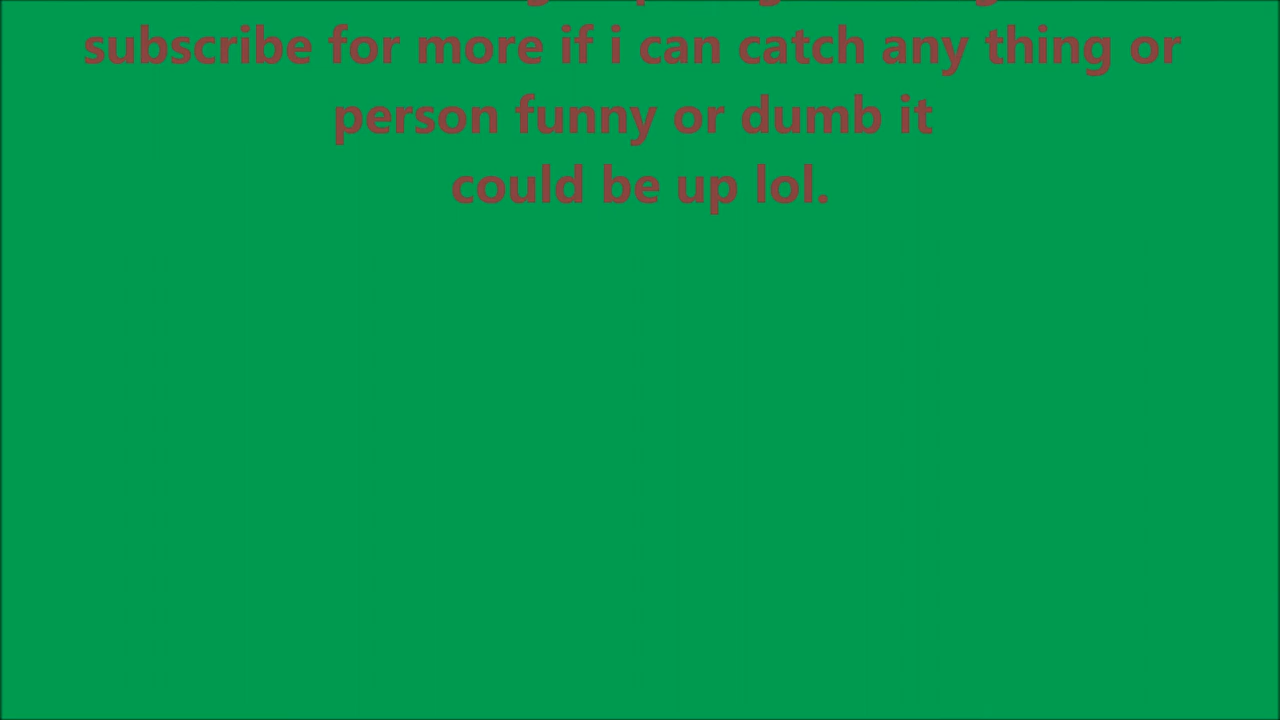 subscribe for more if i can catch any thing or
person funny or dumb it
could be up lol.